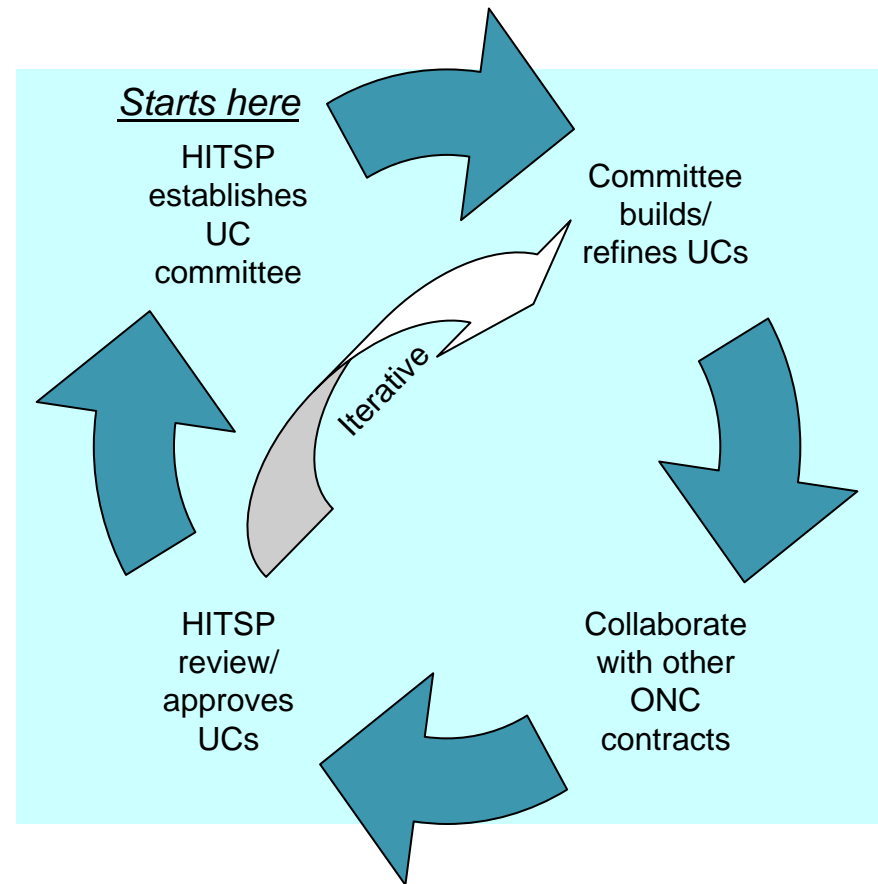 Starts here
HITSP
establishes
UC
committee
Committee
builds/
refines UCs
Iterative
Collaborate
with other
ONC
contracts
HITSP
review/
approves
UCs